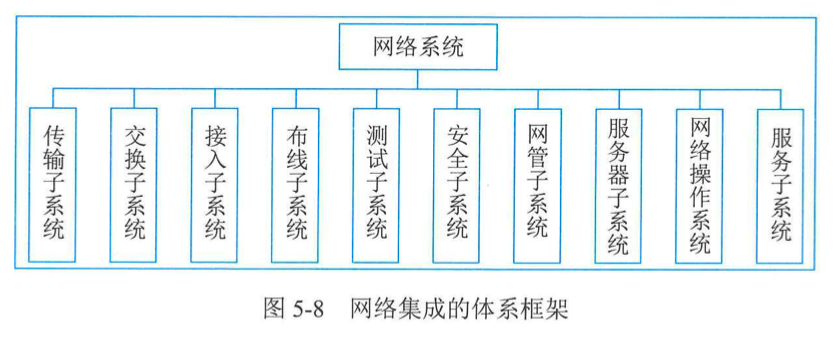 网络系统
传输子系统
交换子系统
接入子系统
布线子系统
测试子系统
安全子系统
网管子系统
服务器子系统
网络操作系统
服务子系统
图 5-8 网络集成的体系框架